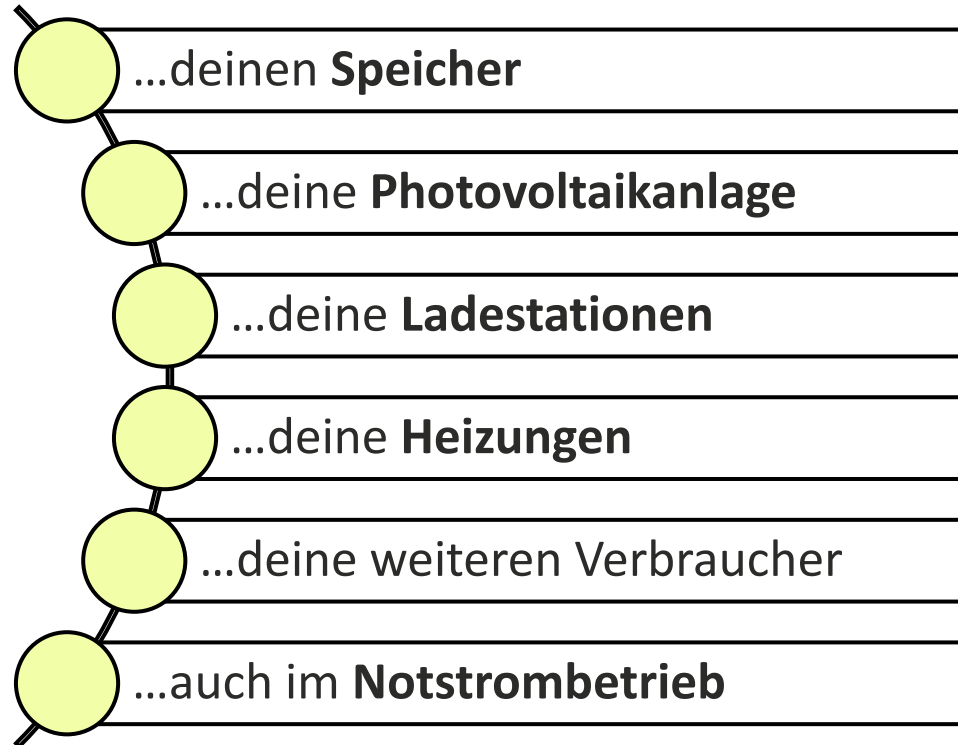 …deinen Speicher
…deine Photovoltaikanlage
…deine Ladestationen
…deine Heizungen
…deine weiteren Verbraucher
…auch im Notstrombetrieb